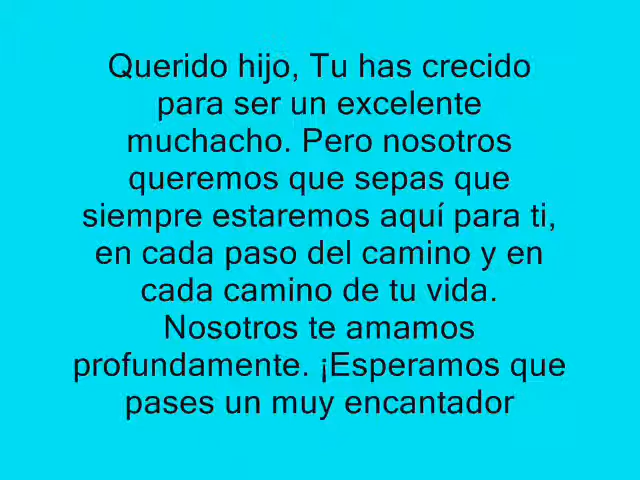 Querido hijo, Tu has crecido
para ser un excelente
muchacho. Pero nosotros
queremos que sepas que
siempre estaremos aquí para ti,
en cada paso del camino y en
cada camino de tu vida.
Nosotros te amamos
profundamente. ¡Esperamos que
pases un muy encantador